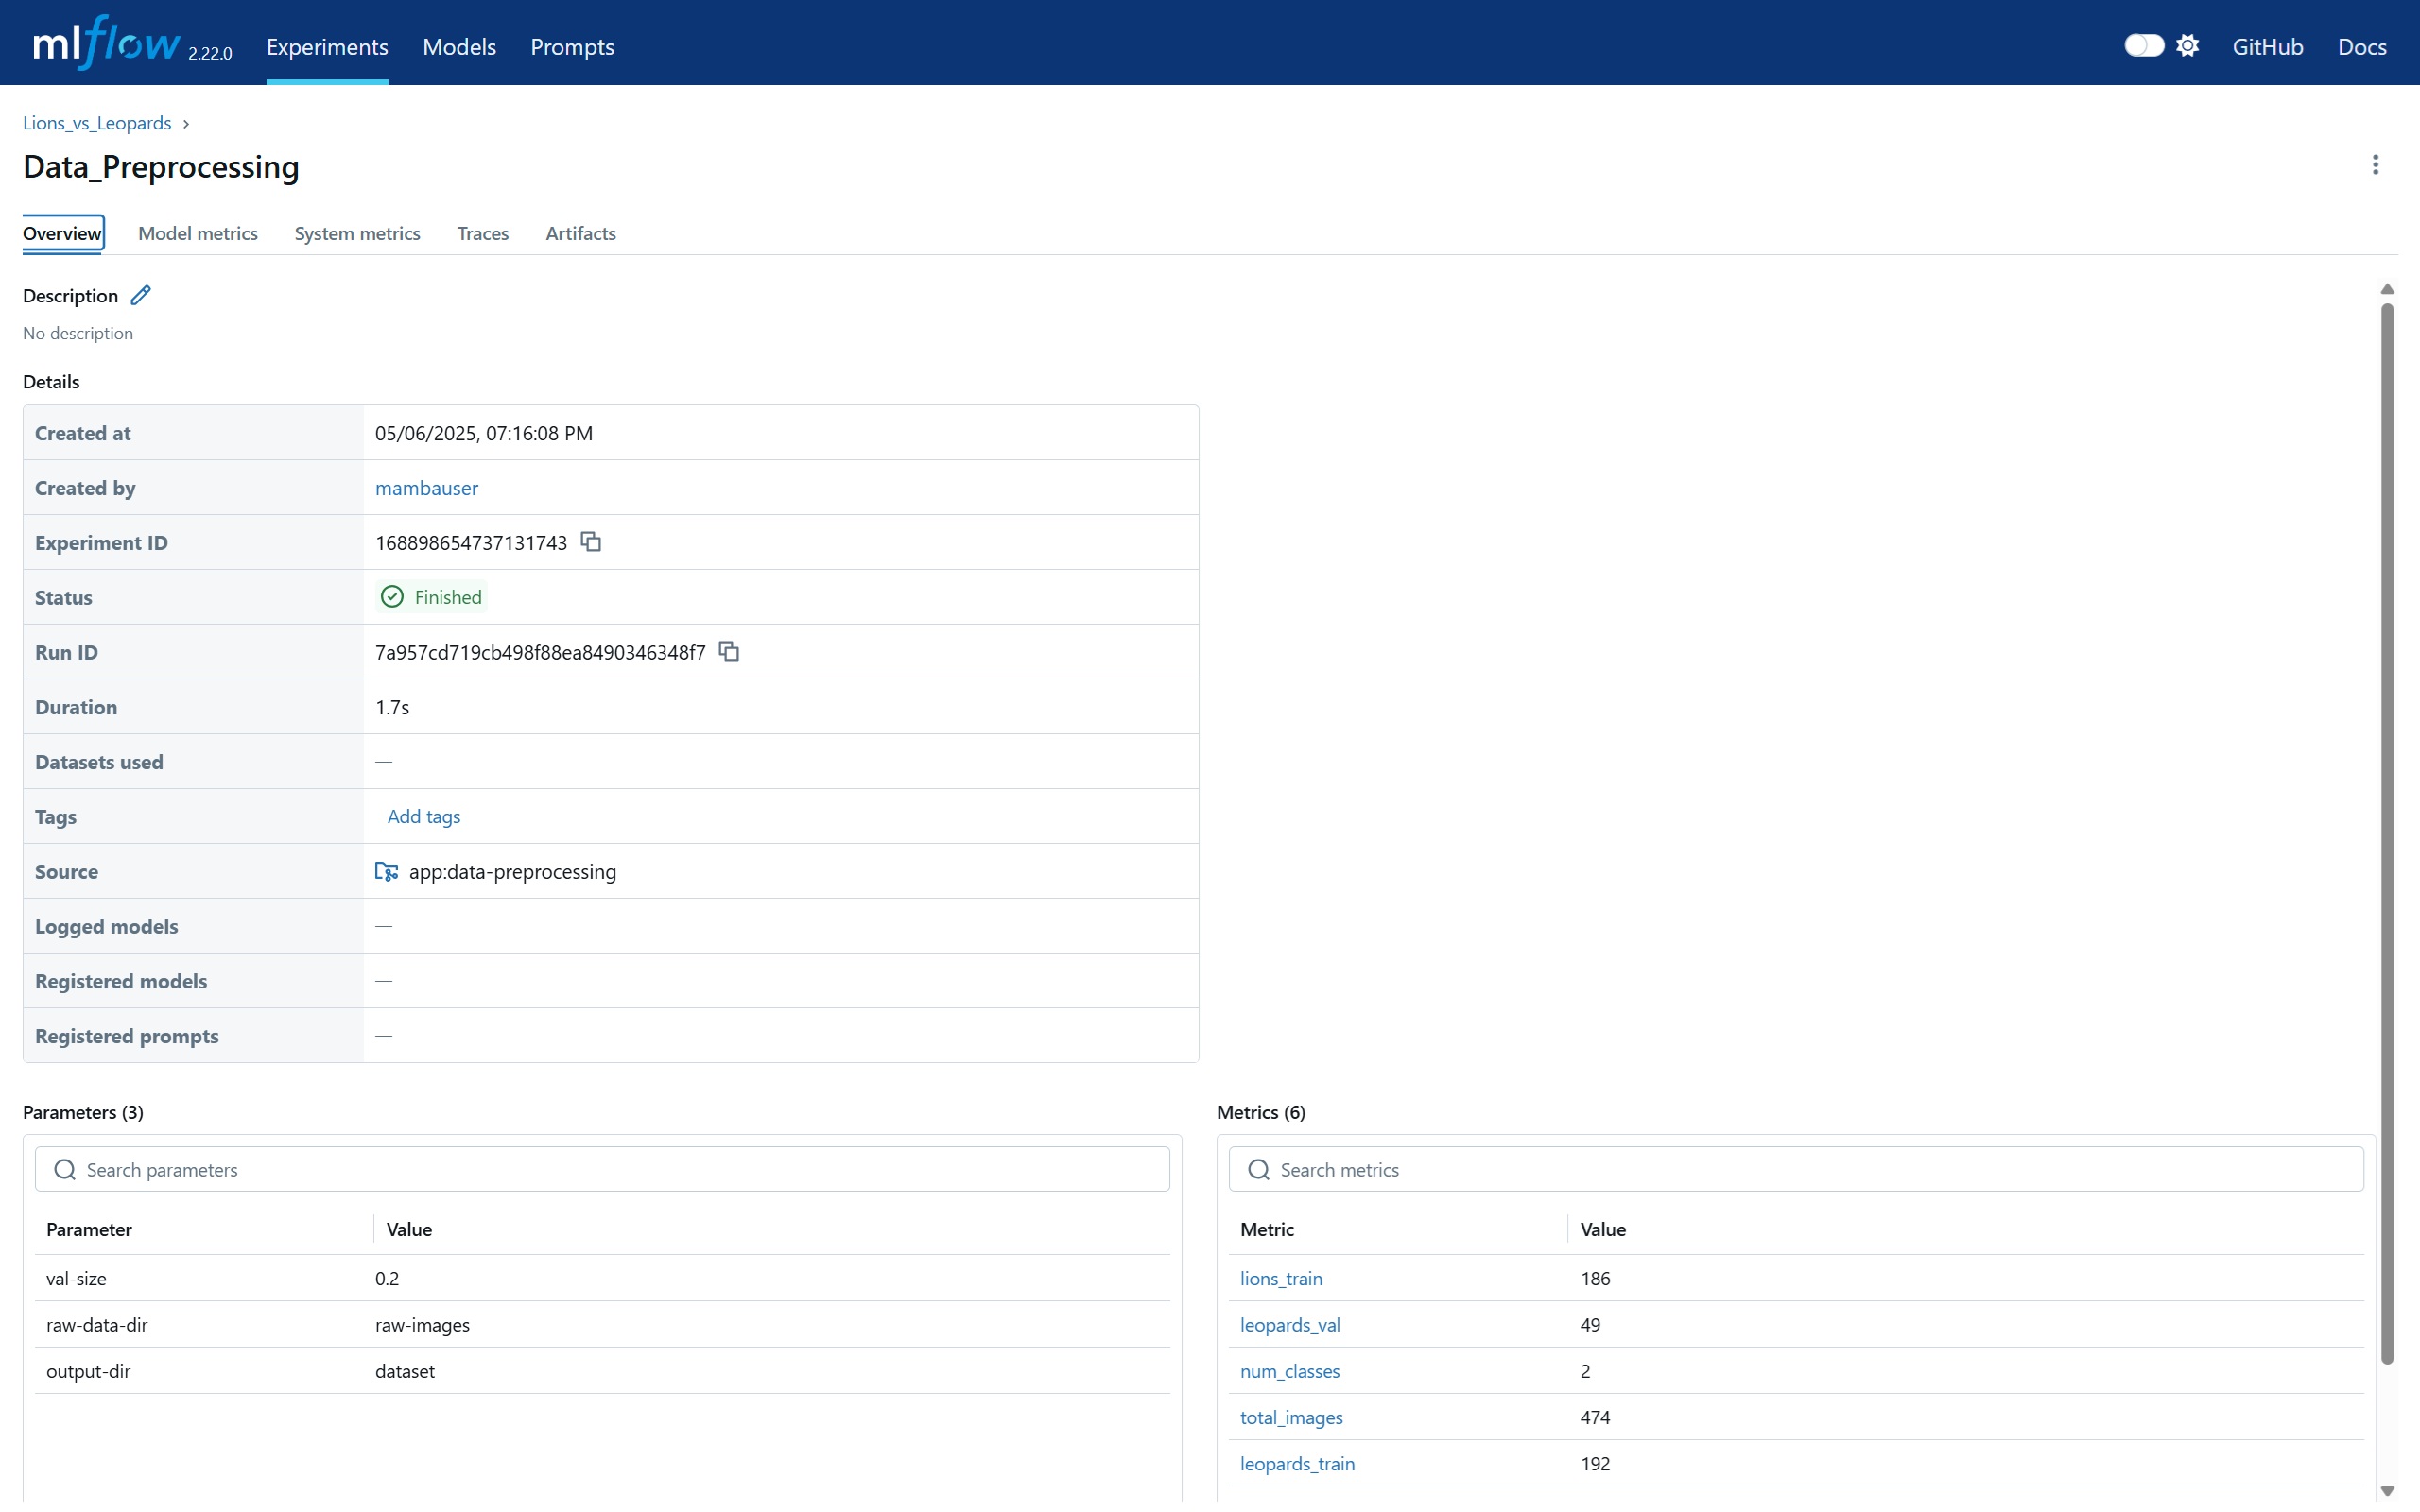 mlflow 2.22.0 Experiments Models Prompts GitHub Docs
Lions_vs_Leopards
Data_Preprocessing
Overview Model metrics System metrics Traces Artifacts
Description
No description
Details
Created at 05/06/2025, 07:16:08 PM
Created by mambauser
Experiment ID 168898654737131743
Status Finished
Run ID 7a957cd719cb498f88ea8490346348f7
Duration 1.7s
Datasets used —
Tags Add tags
Source app:data-preprocessing
Logged models —
Registered models —
Registered prompts —
Parameters (3)
Search parameters
Parameter Value
val-size 0.2
raw-data-dir raw-images
output-dir dataset
Metrics (6)
Search metrics
Metric Value
lions_train 186
leopards_val 49
num_classes 2
total_images 474
leopards_train 192